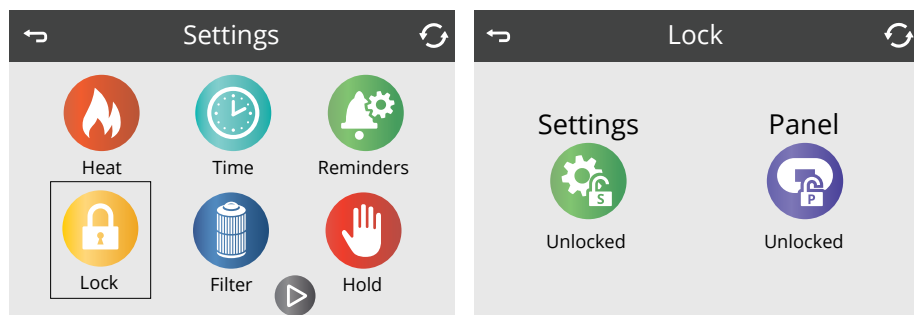 Settings
Heat
Time
Reminders
Lock
Filter
Hold
Lock
Settings
Panel
S
P
Unlocked
Unlocked